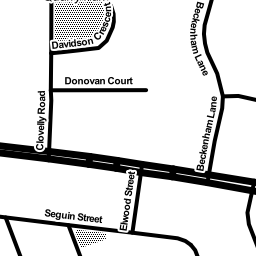 Davidson Crescent
Beckenham Lane
Donovan Court
Clovelly Road
Beckenham Lane
Elwood Street
Seguin Street